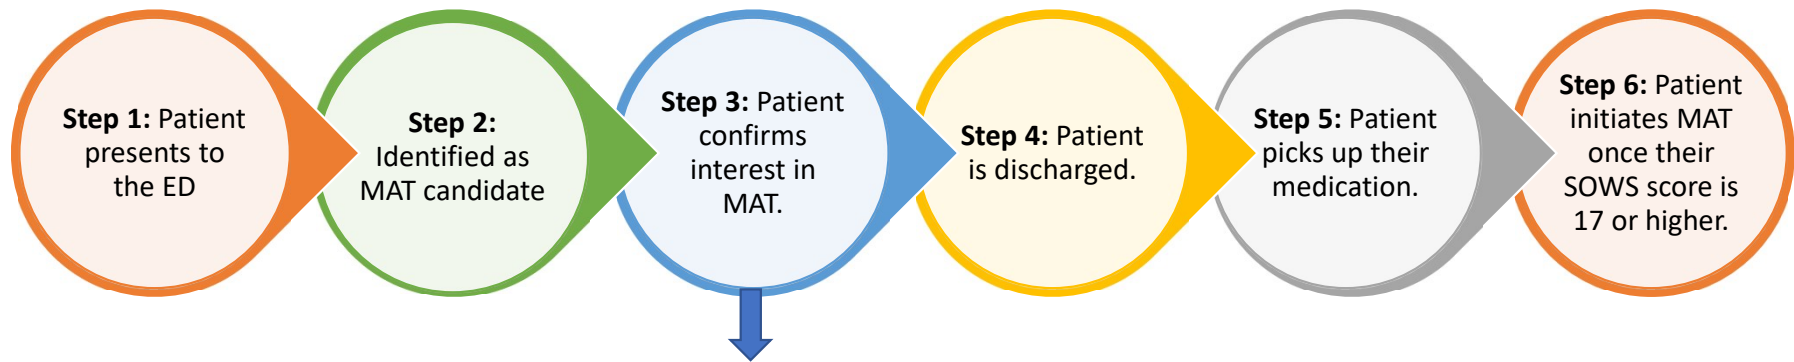 Step 1: Patient
presents to
the ED
Step 2:
Identified as
MAT candidate
Step 3: Patient
confirms
interest in
MAT.
Step 4: Patient
is discharged.
Step 5: Patient
picks up their
medication.
Step 6: Patient
initiates MAT
once their
SOWS score is
17 or higher.